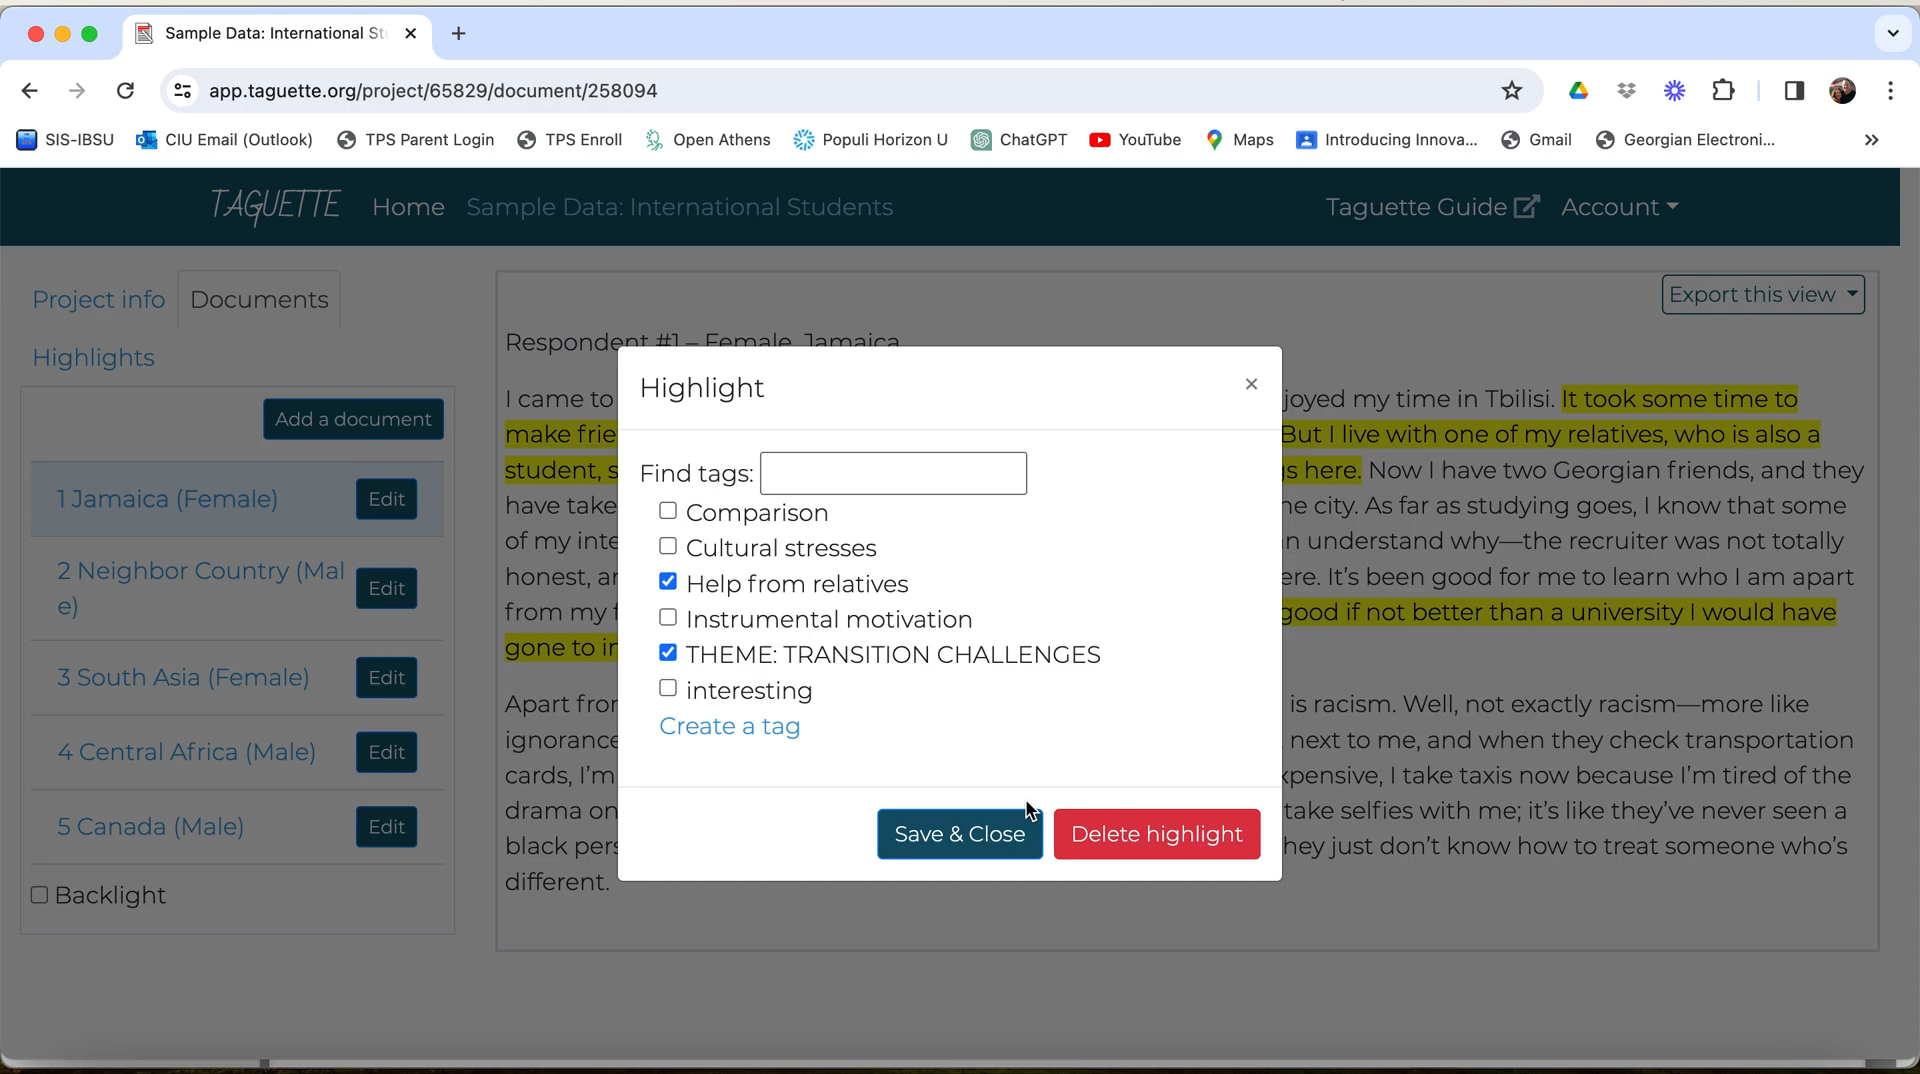 Sample Data: International St
app.taguette.org/project/65829/document/258094
SIS-IBSU CIU Email (Outlook) TPS Parent Login TPS Enroll Open Athens Populi Horizon U ChatGPT YouTube Maps Introducing Innova... Gmail Georgian Electroni...
TAGUETTE Home Sample Data: International Students Taguette Guide Account
Project info Documents
Highlights
Add a document
1 Jamaica (Female) Edit
2 Neighbor Country (Mal
e) Edit
3 South Asia (Female) Edit
4 Central Africa (Male) Edit
5 Canada (Male) Edit
Backlight
Export this view
Respondent #1 – Female, Jamaica
I came to joyed my time in Tbilisi. It took some time to
make frie But I live with one of my relatives, who is also a
student, s gs here. Now I have two Georgian friends, and they
have take he city. As far as studying goes, I know that some
of my inte n understand why—the recruiter was not totally
honest, ar ere. It's been good for me to learn who I am apart
from my f good if not better than a university I would have
gone to in
Apart fror is racism. Well, not exactly racism—more like
ignorance next to me, and when they check transportation
cards, I'm xpensive, I take taxis now because I'm tired of the
drama on take selfies with me; it's like they've never seen a
black pers hey just don't know how to treat someone who's
different.
Highlight ×
Find tags:
Comparison
Cultural stresses
Help from relatives
Instrumental motivation
THEME: TRANSITION CHALLENGES
interesting
Create a tag
Save & Close Delete highlight